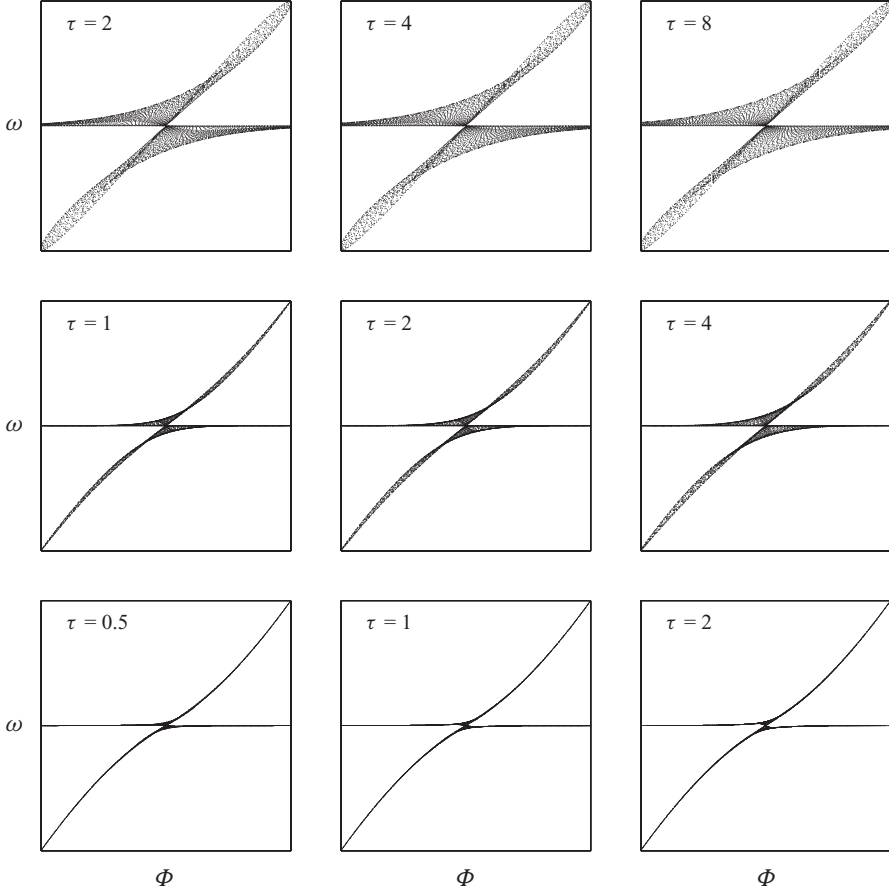 τ = 2
τ = 4
τ = 8
ω
τ = 1
τ = 2
τ = 4
ω
τ = 0.5
τ = 1
τ = 2
ω
Φ
Φ
Φ